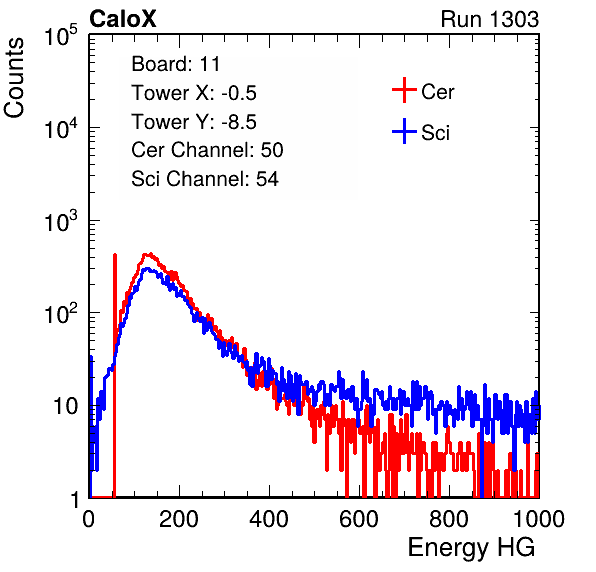 CaloX Run 1303
Counts
Board: 11
Tower X: -0.5
Tower Y: -8.5
Cer Channel: 50
Sci Channel: 54
Cer
Sci
10^5
10^4
10^3
10^2
10
1
0 200 400 600 800 1000
Energy HG